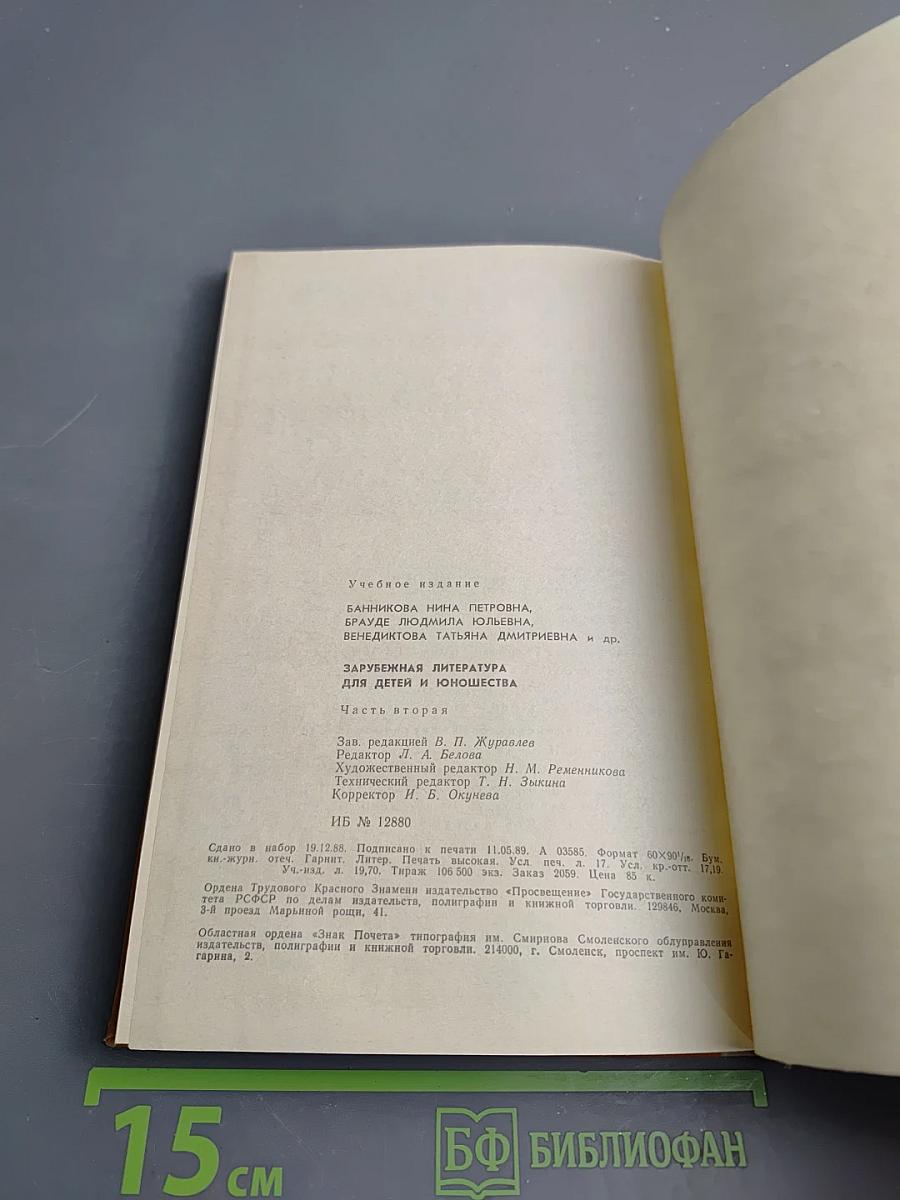 Учебное издание
БАННИКОВА НИНА ПЕТРОВНА,
БРАУДЕ ЛЮДМИЛА ЮЛЬЕВНА,
ВЕНЕДИКТОВА ТАТЬЯНА ДМИТРИЕВНА и др.
ЗАРУБЕЖНАЯ ЛИТЕРАТУРА
ДЛЯ ДЕТЕЙ И ЮНОШЕСТВА
Часть вторая
Зав. редакцией В. П. Журавлев
Редактор Л. А. Белова
Художественный редактор Н. М. Ременникова
Технический редактор Т. Н. Зыкина
Корректор И. Б. Окунева
ИБ № 12880
Сдано в набор 19.12.88. Подписано к печати 11.05.89. А 03585. Формат 60×90¹/₁₆. Бум.
кн.-журн. отеч. Гарнит. Литер. Печать высокая. Усл. печ. л. 17. Усл. кр.-отт. 17,19.
Уч.-изд. л. 19,70. Тираж 106 500 экз. Заказ 2059. Цена 85 к.
Ордена Трудового Красного Знамени издательство «Просвещение» Государственного коми-
тета РСФСР по делам издательств, полиграфии и книжной торговли. 129846, Москва,
3-й проезд Марьиной рощи, 41.
Областная ордена «Знак Почета» типография им. Смирнова Смоленского облуправления
издательств, полиграфии и книжной торговли. 214000, г. Смоленск, проспект им. Ю. Га-
гарина, 2.
15 см
БФ БИБЛИОФАН